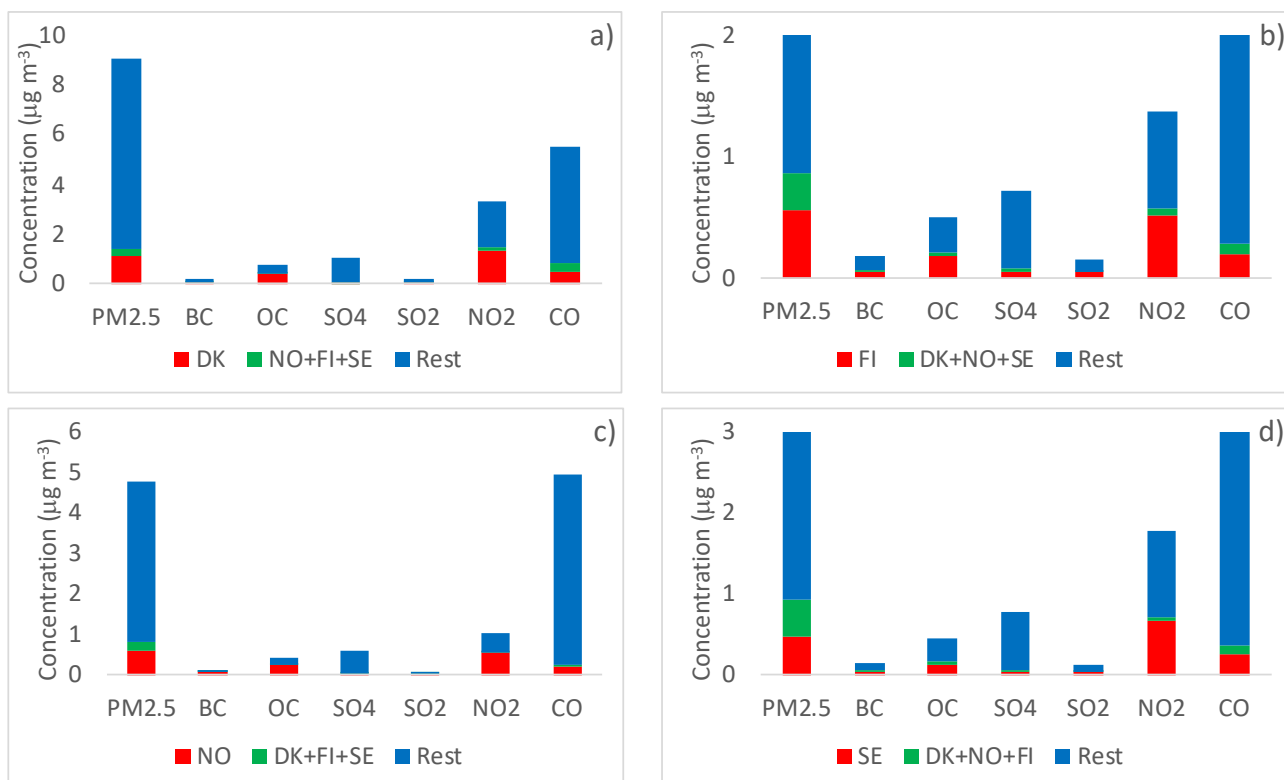 a)
Concentration (µg m-3)
10
8
6
4
2
0
PM2.5 BC OC SO4 SO2 NO2 CO
DK NO+FI+SE Rest
b)
Concentration (µg m-3)
2
1
0
PM2.5 BC OC SO4 SO2 NO2 CO
FI DK+NO+SE Rest
c)
Concentration (µg m-3)
6
5
4
3
2
1
0
PM2.5 BC OC SO4 SO2 NO2 CO
NO DK+FI+SE Rest
d)
Concentration (µg m-3)
3
2
1
0
PM2.5 BC OC SO4 SO2 NO2 CO
SE DK+NO+FI Rest